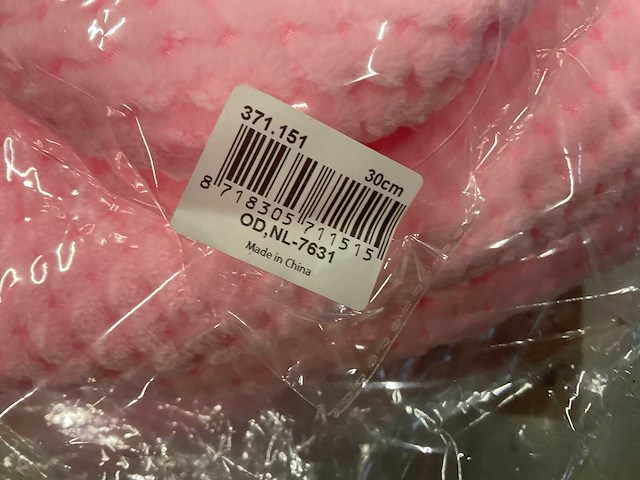 371.151
30cm
8 718305 711515
OD,NL-7631
Made in China